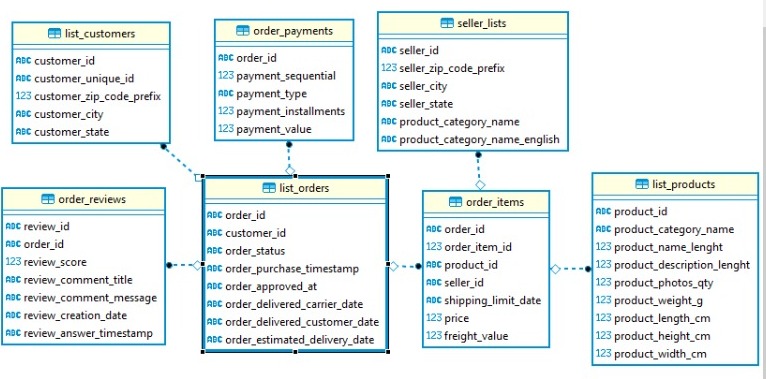 list_customers
ABC customer_id
ABC customer_unique_id
123 customer_zip_code_prefix
ABC customer_city
ABC customer_state
order_payments
ABC order_id
123 payment_sequential
ABC payment_type
123 payment_installments
123 payment_value
seller_lists
ABC seller_id
123 seller_zip_code_prefix
ABC seller_city
ABC seller_state
ABC product_category_name
ABC product_category_name_english
order_reviews
ABC review_id
ABC order_id
123 review_score
ABC review_comment_title
ABC review_comment_message
ABC review_creation_date
ABC review_answer_timestamp
list_orders
ABC order_id
ABC customer_id
ABC order_status
ABC order_purchase_timestamp
ABC order_approved_at
ABC order_delivered_carrier_date
ABC order_delivered_customer_date
ABC order_estimated_delivery_date
order_items
ABC order_id
123 order_item_id
ABC product_id
ABC seller_id
ABC shipping_limit_date
123 price
123 freight_value
list_products
ABC product_id
ABC product_category_name
123 product_name_lenght
123 product_description_lenght
123 product_photos_qty
123 product_weight_g
123 product_length_cm
123 product_height_cm
123 product_width_cm